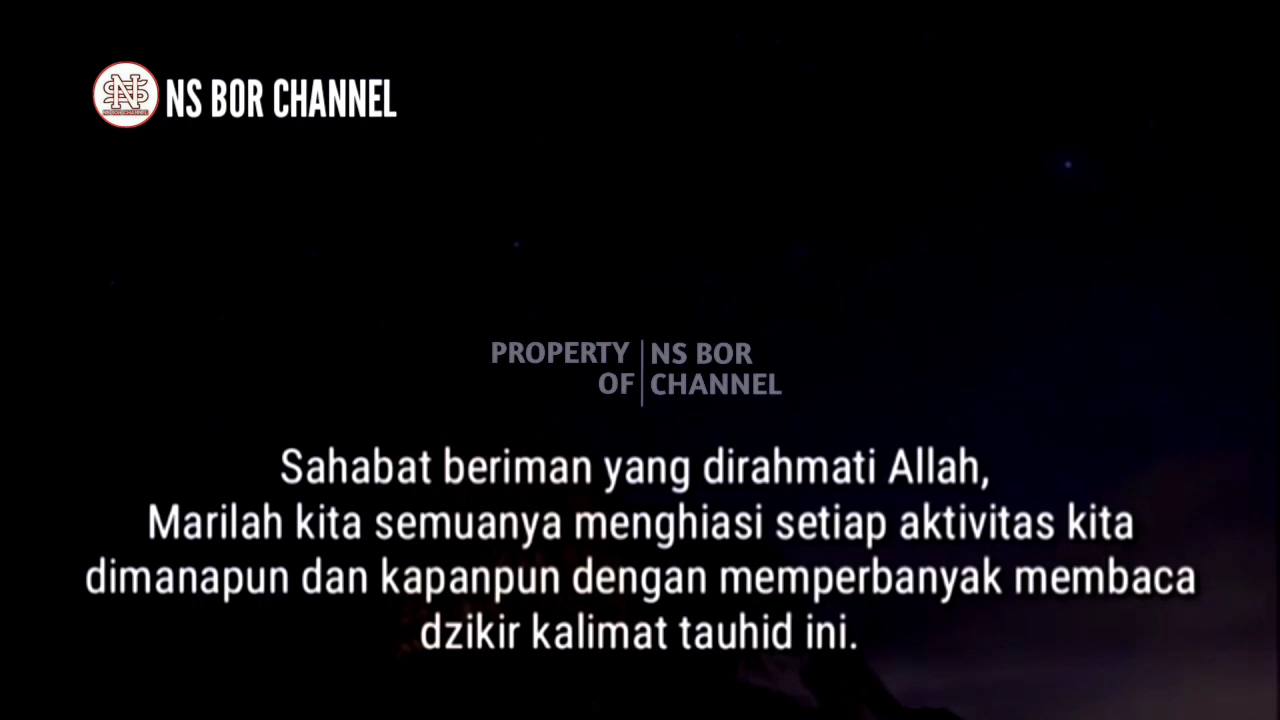 NS BOR CHANNEL
PROPERTY OF
NS BOR CHANNEL
Sahabat beriman yang dirahmati Allah,
Marilah kita semuanya menghiasi setiap aktivitas kita
dimanapun dan kapanpun dengan memperbanyak membaca
dzikir kalimat tauhid ini.